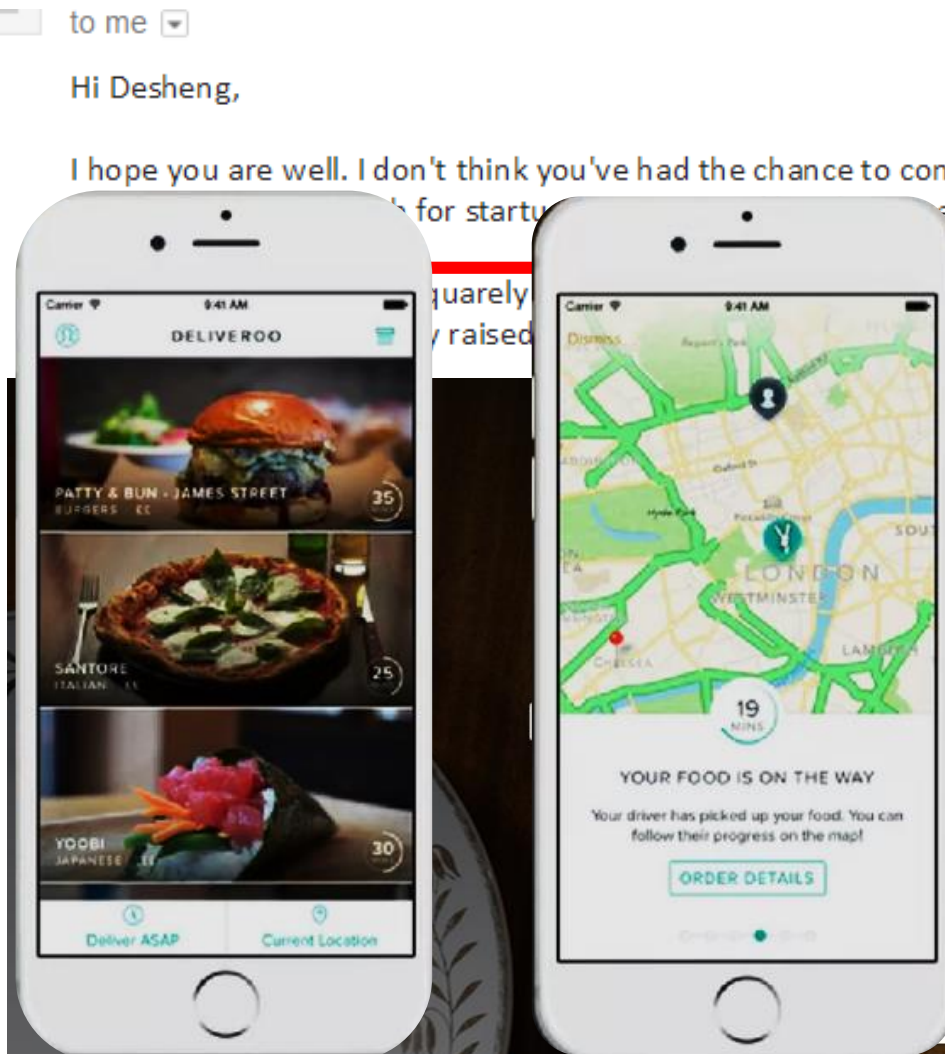 to me
Hi Desheng,
I hope you are well. I don't think you've had the chance to
for
quarely
raised
Carrier 9:41 AM
DELIVEROO
PATTY & BUN - JAMES STREET
BURGERS ££
35
MINS
SANTORE
ITALIAN ££
25
YOOBI
JAPANESE ££
30
MINS
Deliver ASAP
Current Location
Carrier 9:41 AM
Dismiss
Regent's Park
Oxford St
Hyde Park
LONDON
WESTMINSTER
CHELSEA
19
MINS
YOUR FOOD IS ON THE WAY
Your driver has picked up your food. You can
follow their progress on the map!
ORDER DETAILS